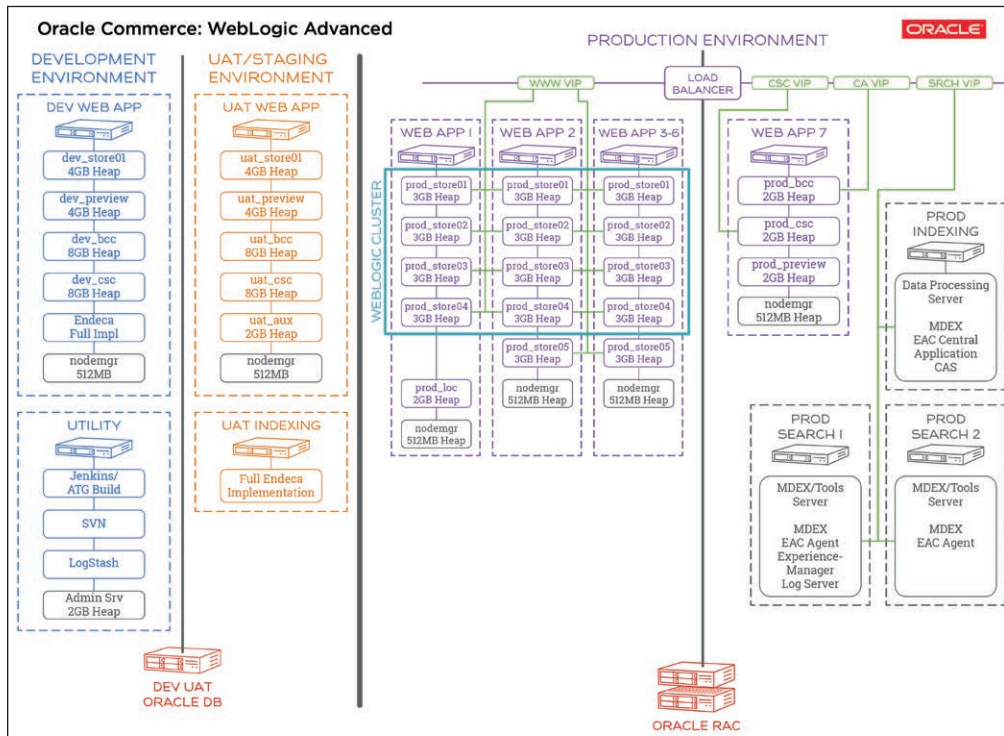 Oracle Commerce: WebLogic Advanced
ORACLE
DEVELOPMENT
ENVIRONMENT
DEV WEB APP
dev_store01
4GB Heap
dev_preview
4GB Heap
dev_bcc
8GB Heap
dev_csc
8GB Heap
Endeca
Full Impl
nodemgr
512MB
UTILITY
Jenkins/
ATG Build
SVN
LogStash
Admin Srv
2GB Heap
UAT/STAGING
ENVIRONMENT
UAT WEB APP
uat_store01
4GB Heap
uat_preview
4GB Heap
uat_bcc
8GB Heap
uat_csc
8GB Heap
uat_aux
2GB Heap
nodemgr
512MB
UAT INDEXING
Full Endeca
Implementation
DEV UAT
ORACLE DB
PRODUCTION ENVIRONMENT
WWW VIP
LOAD
BALANCER
CSC VIP
CA VIP
SRCH VIP
WEBLOGIC CLUSTER
WEB APP 1
prod_store01
3GB Heap
prod_store02
3GB Heap
prod_store03
3GB Heap
prod_store04
3GB Heap
prod_loc
2GB Heap
nodemgr
512MB Heap
WEB APP 2
prod_store01
3GB Heap
prod_store02
3GB Heap
prod_store03
3GB Heap
prod_store04
3GB Heap
prod_store05
3GB Heap
nodemgr
512MB Heap
WEB APP 3-6
prod_store01
3GB Heap
prod_store02
3GB Heap
prod_store03
3GB Heap
prod_store04
3GB Heap
prod_store05
3GB Heap
nodemgr
512MB Heap
WEB APP 7
prod_bcc
2GB Heap
prod_csc
2GB Heap
prod_preview
2GB Heap
nodemgr
512MB Heap
PROD
INDEXING
Data Processing
Server
MDEX
EAC Central
Application
CAS
PROD
SEARCH 1
MDEX/Tools
Server
MDEX
EAC Agent
Experience-
Manager
Log Server
PROD
SEARCH 2
MDEX/Tools
Server
MDEX
EAC Agent
ORACLE RAC